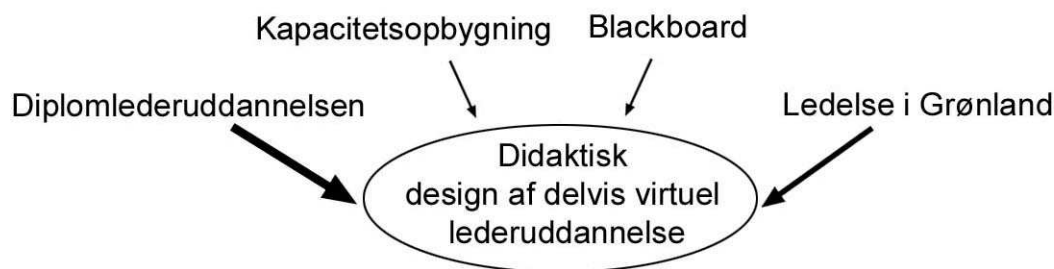 Kapacitetsopbygning Blackboard
Diplomlederuddannelsen Ledelse i Grønland
Didaktisk
design af delvis virtuel
lederuddannelse